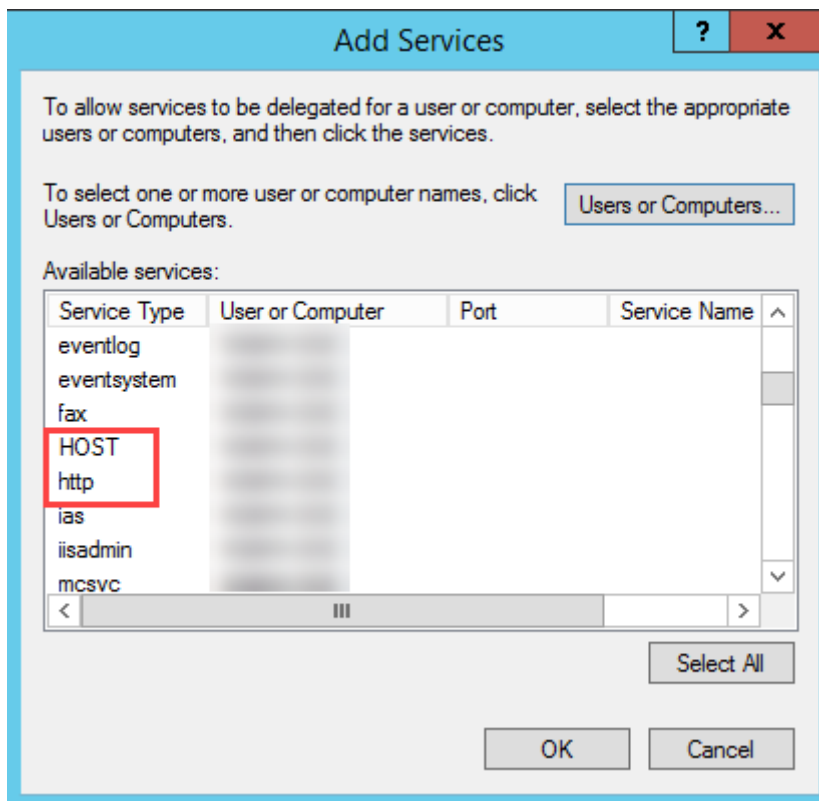 Add Services
?
x
To allow services to be delegated for a user or computer, select the appropriate
users or computers, and then click the services.
To select one or more user or computer names, click
Users or Computers.
Users or Computers...
Available services:
Service Type User or Computer Port Service Name
eventlog
eventsystem
fax
HOST
http
ias
iisadmin
mcsvc
Select All
OK Cancel